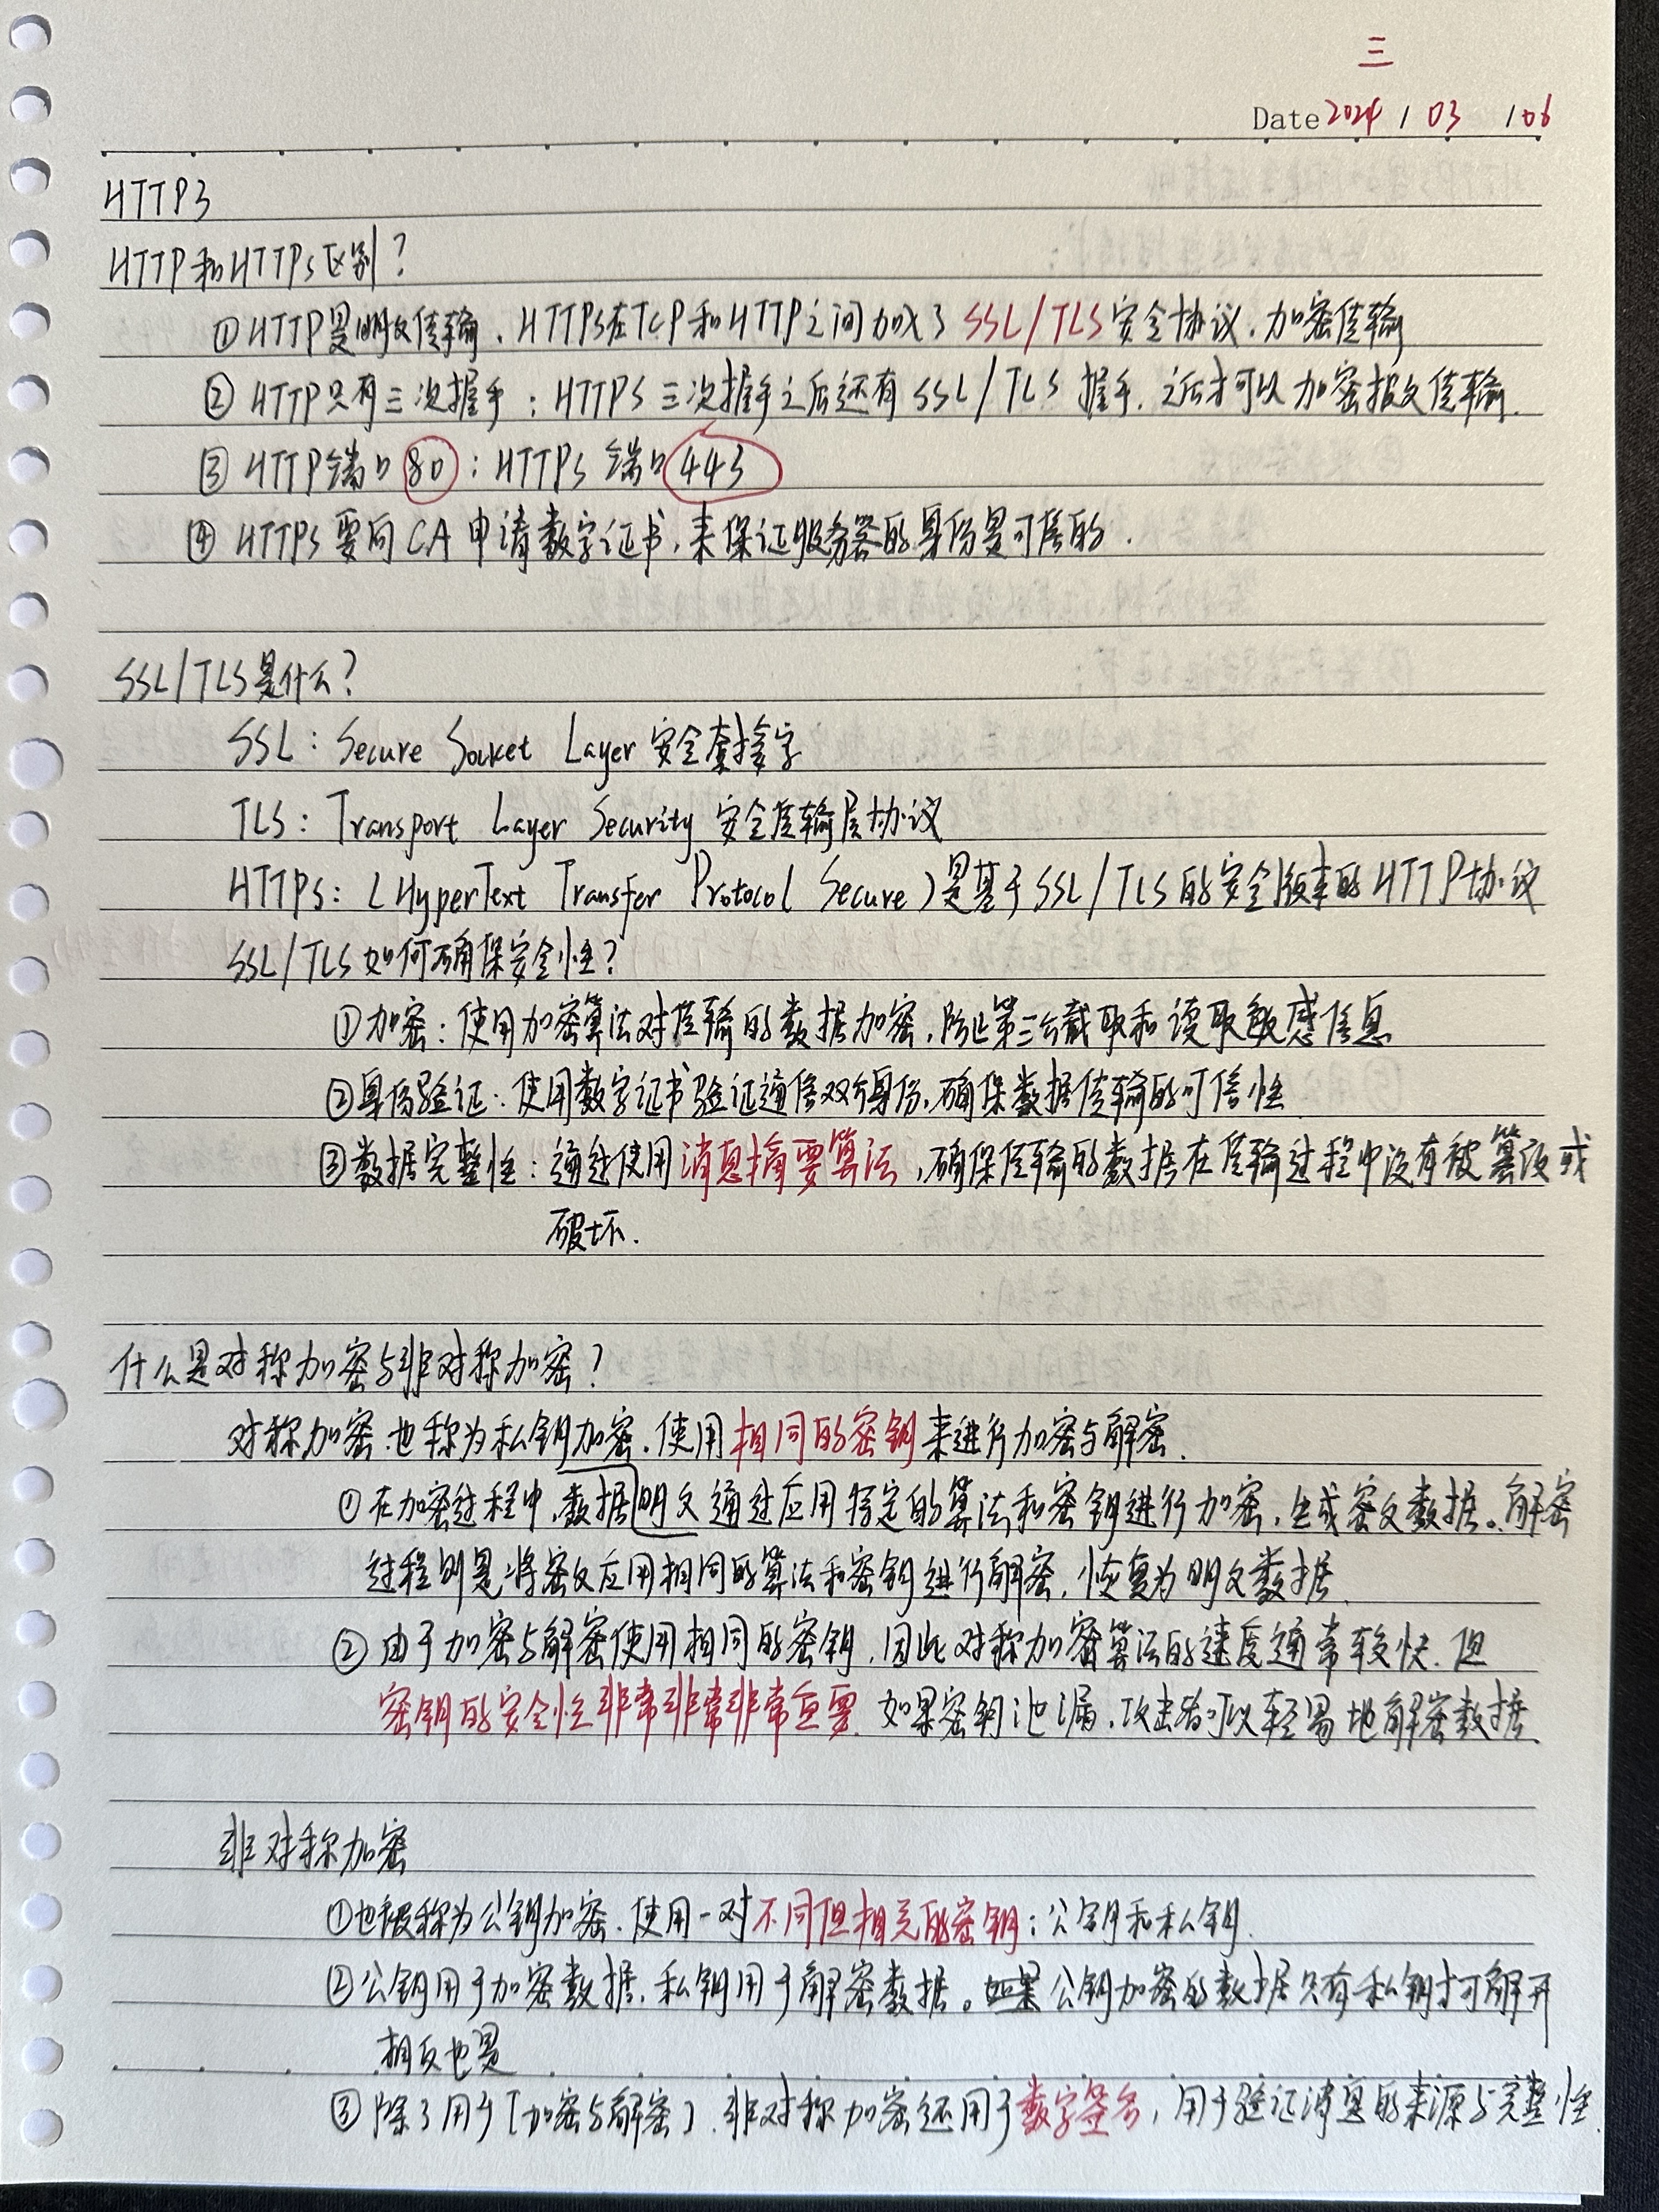 三
Date 2024 / 03 / 06
HTTP3
HTTP和HTTPs区别?
①HTTP是明文传输,HTTPs在TCP和HTTP之间加入了SSL/TLS安全协议,加密传输
② HTTP只有三次握手;HTTPS三次握手之后还有SSL/TLS握手.之后才可以加密报文传输.
③ HTTP端口80;HTTPs端口443
④ HTTPs要向CA申请数字证书,来保证服务器的身份是可信的.
SSL/TLS是什么?
SSL: Secure Socket Layer 安全套接字
TLS: Transport Layer Security 安全传输层协议
HTTPS: (HyperText Transfer Protocol Secure)是基于SSL/TLS的安全版本的HTTP协议
SSL/TLS如何确保安全性?
①加密:使用加密算法对传输的数据加密,防止第三方截取和读取敏感信息
②身份验证:使用数字证书验证通信双方身份,确保数据传输的可信性
③数据完整性:通过使用消息摘要算法,确保传输的数据在传输过程中没有被篡改或
破坏.
什么是对称加密与非对称加密?
对称加密.也称为私钥加密.使用相同的密钥来进行加密与解密.
①在加密过程中,数据明文通过应用特定的算法和密钥进行加密,生成密文数据。解密
过程则是将密文应用相同的算法和密钥进行解密,恢复为明文数据.
②由于加密与解密使用相同的密钥,因此对称加密算法的速度通常较快.但
密钥的安全性非常非常非常重要.如果密钥泄漏,攻击者可以轻易地解密数据.
非对称加密
①也被称为公钥加密.使用一对不同但相关的密钥:公钥和私钥.
②公钥用于加密数据.私钥用于解密数据。如果公钥加密的数据只有私钥才可解开
相反也是
③除了用于[加密与解密].非对称加密还用于数字签名,用于验证消息的来源与完整性.